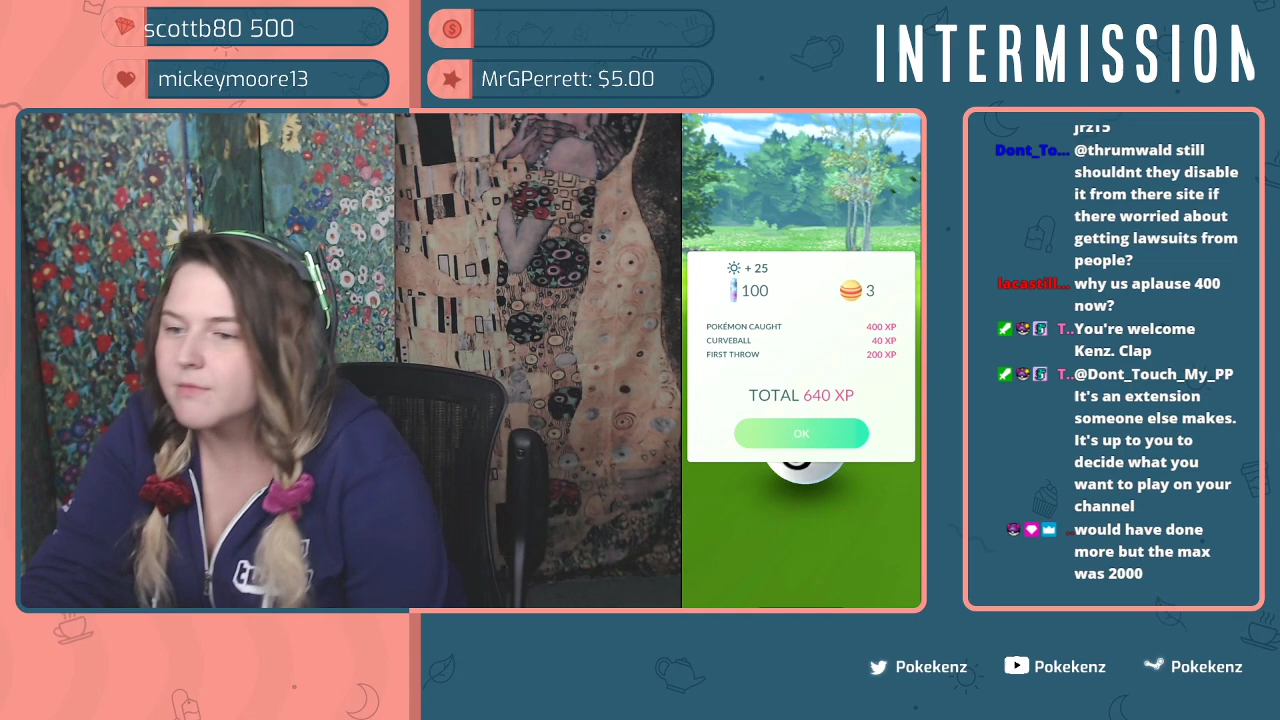 scottb80 500
mickeymoore13
MrGPerrett: $5.00
INTERMISSION
+ 25
100
3
POKÉMON CAUGHT 400 XP
CURVEBALL 40 XP
FIRST THROW 200 XP
TOTAL 640 XP
OK
jrz15
Dont_To... @thrumwald still
shouldnt they disable
it from there site if
there worried about
getting lawsuits from
people?
lacastill... why us aplause 400
now?
T.. You're welcome
Kenz. Clap
T.. @Dont_Touch_My_PP
It's an extension
someone else makes.
It's up to you to
decide what you
want to play on your
channel
would have done
more but the max
was 2000
Pokekenz
Pokekenz
Pokekenz